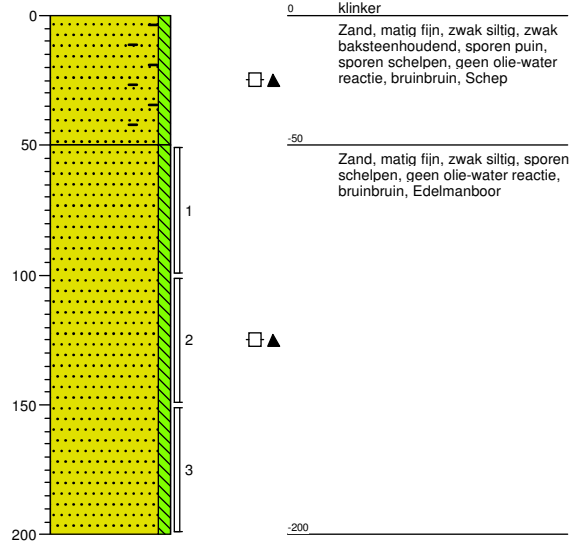 0
50
100
150
200
1
2
3
0
klinker
Zand, matig fijn, zwak siltig, zwak
baksteenhoudend, sporen puin,
sporen schelpen, geen olie-water
reactie, bruinbruin, Schep
-50
Zand, matig fijn, zwak siltig, sporen
schelpen, geen olie-water reactie,
bruinbruin, Edelmanboor
-200